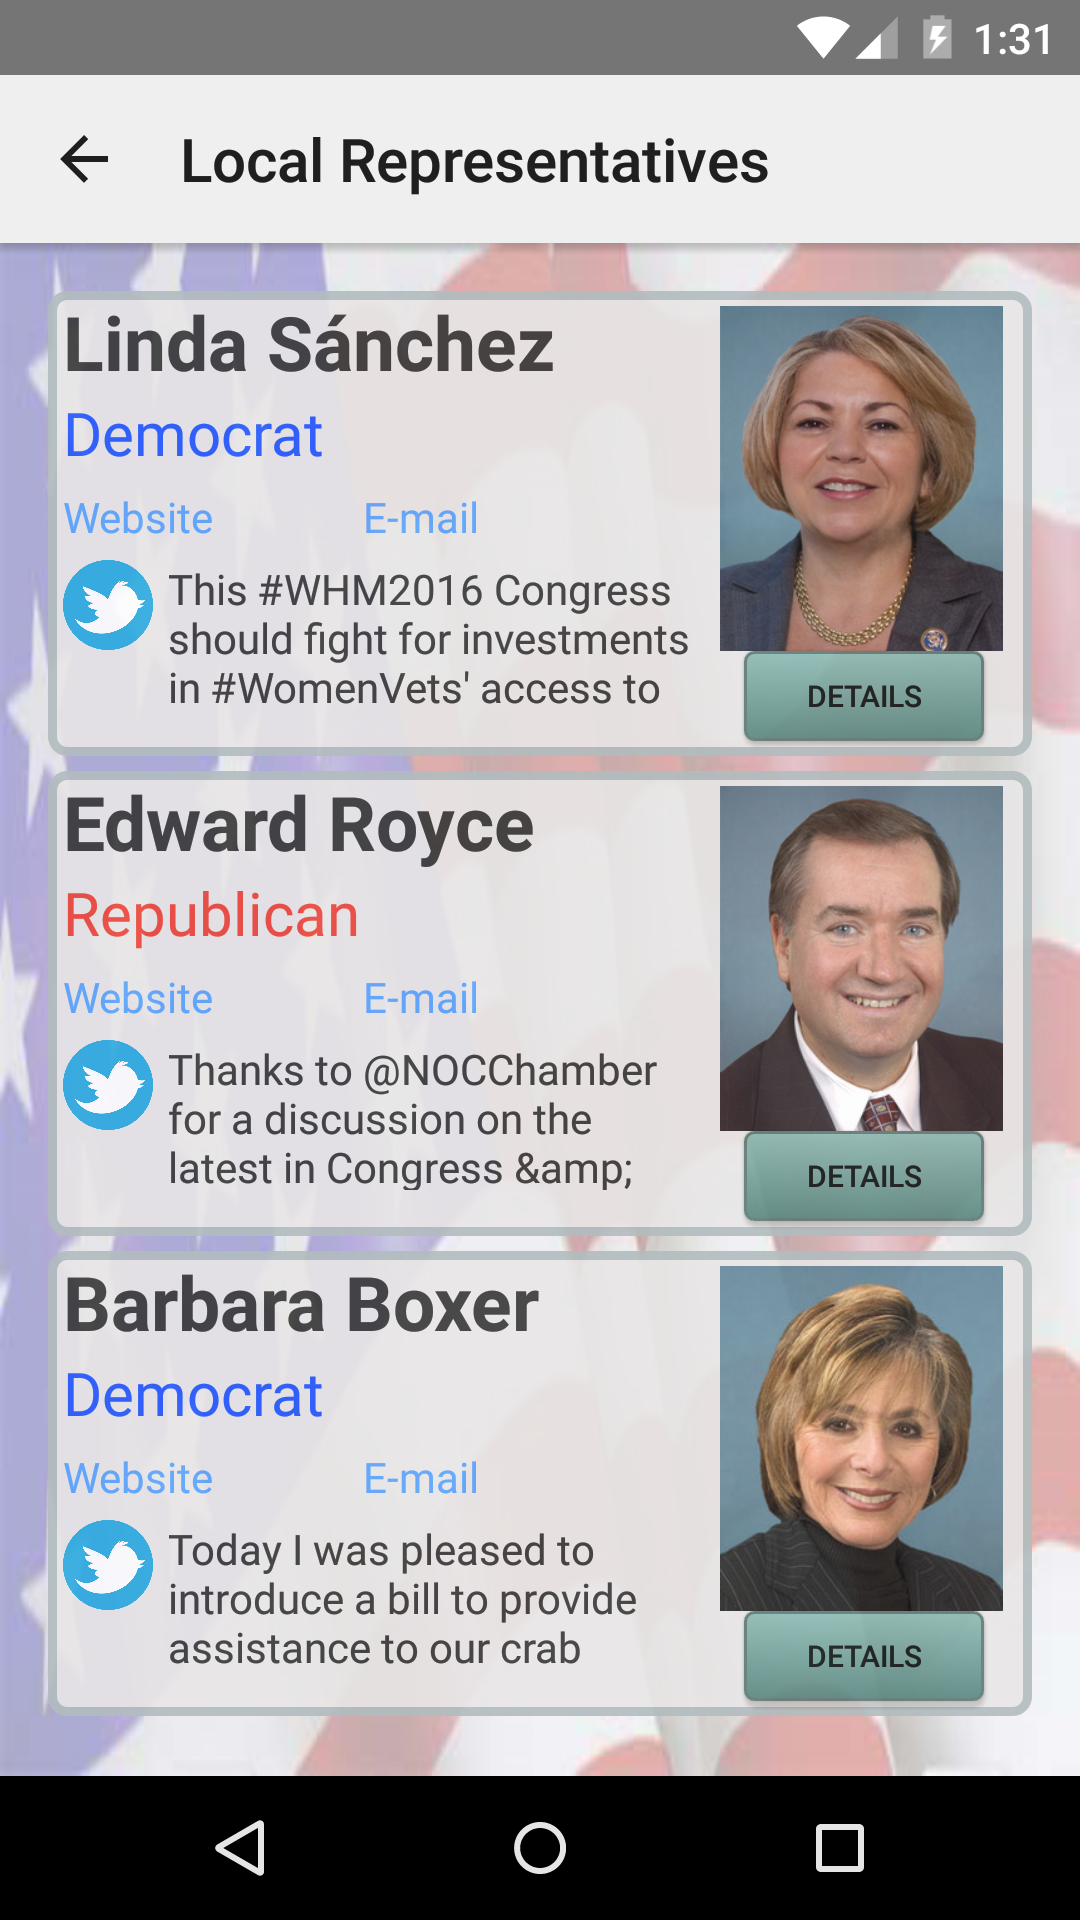 1:31
Local Representatives
Linda Sánchez
Democrat
Website E-mail
This #WHM2016 Congress
should fight for investments
in #WomenVets' access to
DETAILS
Edward Royce
Republican
Website E-mail
Thanks to @NOCChamber
for a discussion on the
latest in Congress &amp;
DETAILS
Barbara Boxer
Democrat
Website E-mail
Today I was pleased to
introduce a bill to provide
assistance to our crab
DETAILS